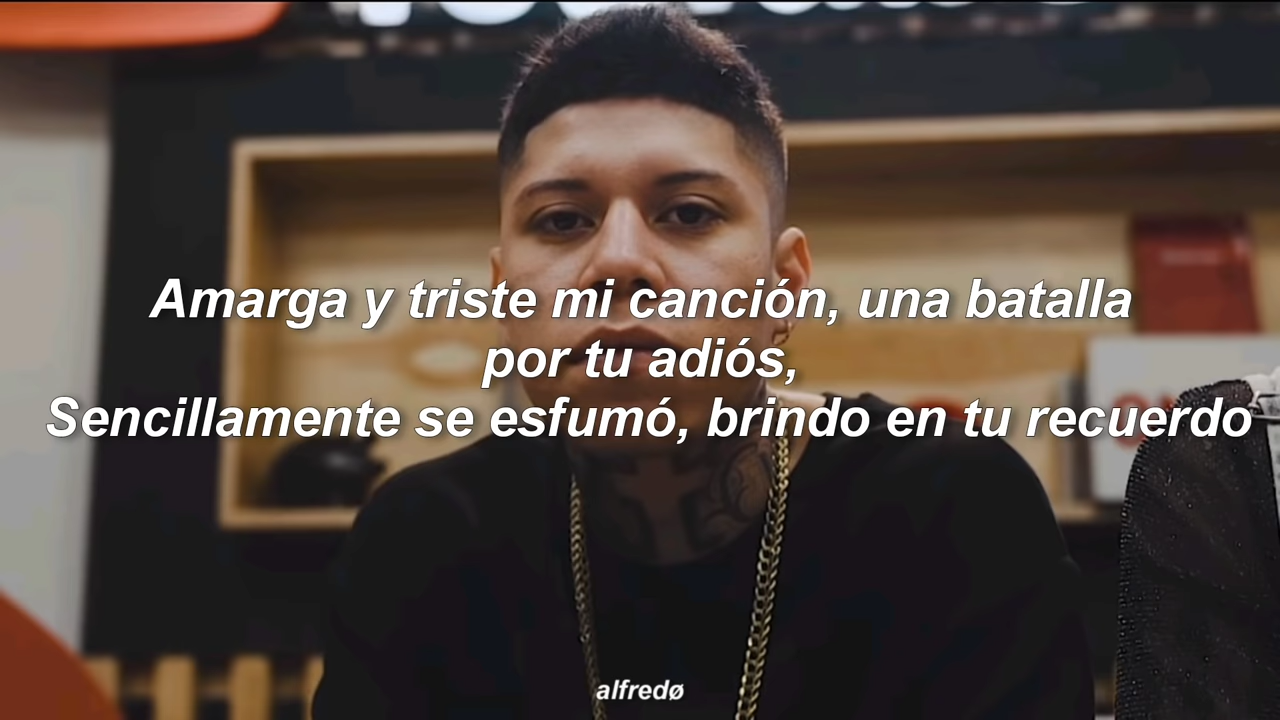 Amarga y triste mi canción, una batalla
por tu adiós,
Sencillamente se esfumó, brindo en tu recuerdo
alfredø